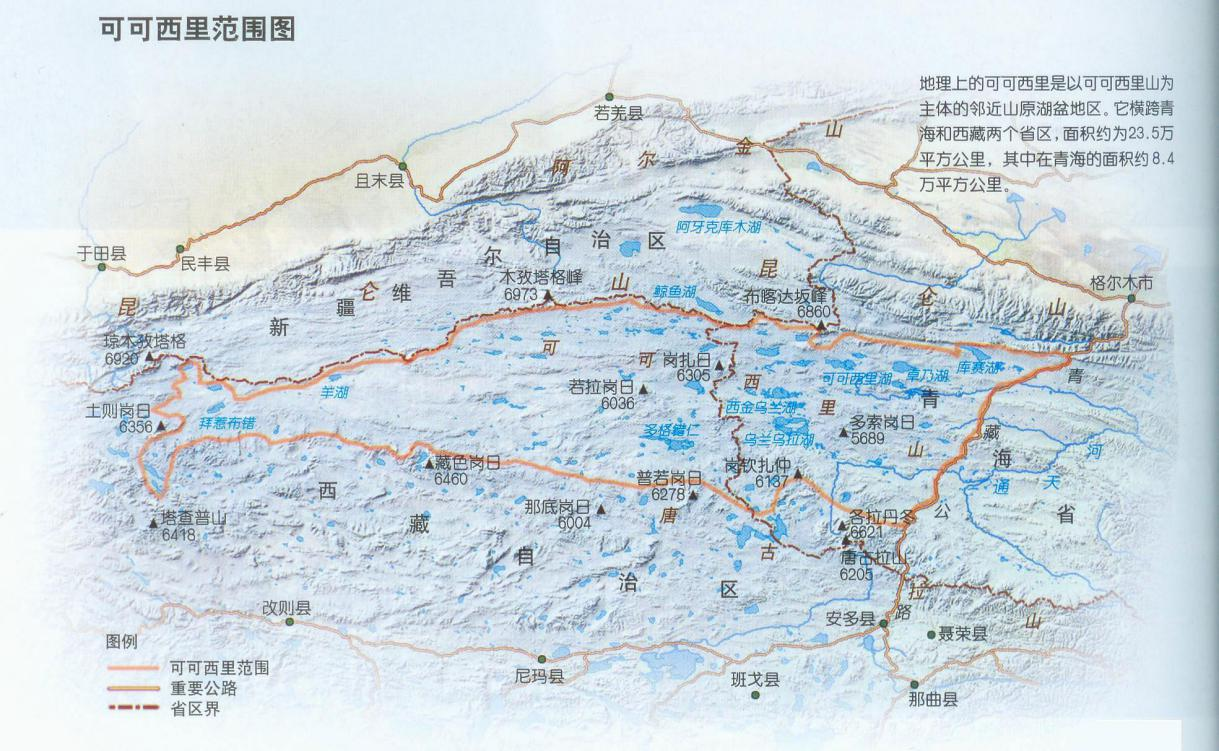 可可西里范围图
地理上的可可西里是以可可西里山为
主体的邻近山原湖盆地区。它横跨青
海和西藏两个省区，面积约为23.5万
平方公里，其中在青海的面积约8.4
万平方公里。
若羌县
阿尔金山
且末县
阿牙克库木湖
于田县
民丰县
新疆维吾尔自治区
木孜塔格峰
6973
昆仑山
鲸鱼湖
昆仑山
布喀达坂峰
6860
格尔木市
琼木孜塔格
6920
可可西里山
岗扎日
6305
若拉岗日
6036
可可西里湖
卓乃湖
库赛湖
羊湖
西金乌兰湖
土则岗日
6356
拜惹布错
多格错仁
乌兰乌拉湖
多索岗日
5689
青海省
青藏公路
通天河
藏色岗日
6460
岗钦扎仲
6137
普若岗日
6278
那底岗日
6004
塔查普山
6418
各拉丹冬
6621
唐古拉山
6205
唐古拉山
西藏自治区
改则县
安多县
聂荣县
尼玛县
班戈县
那曲县
图例
可可西里范围
重要公路
省区界